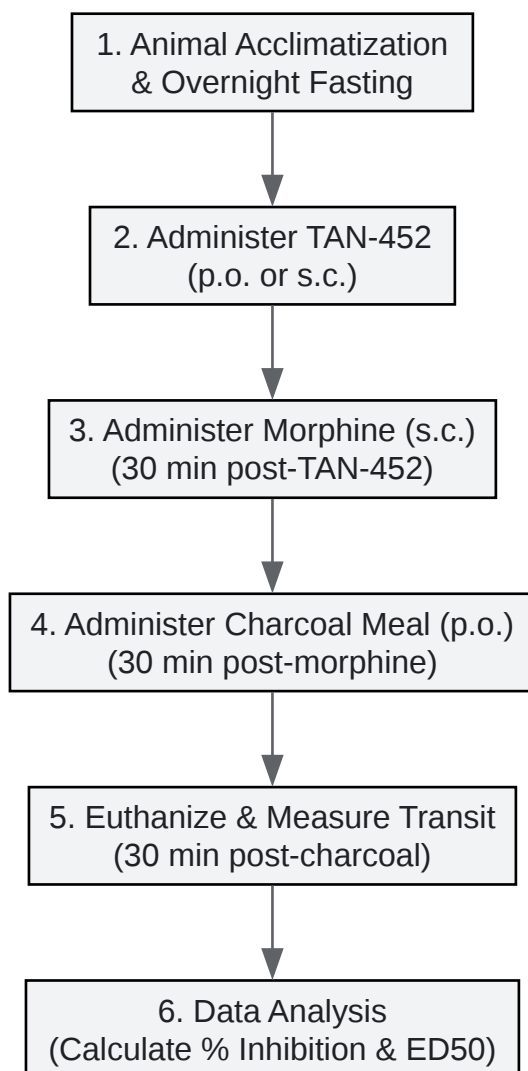 1. Animal Acclimatization
& Overnight Fasting
2. Administer TAN-452
(p.o. or s.c.)
3. Administer Morphine (s.c.)
(30 min post-TAN-452)
4. Administer Charcoal Meal (p.o.)
(30 min post-morphine)
5. Euthanize & Measure Transit
(30 min post-charcoal)
6. Data Analysis
(Calculate % Inhibition & ED50)